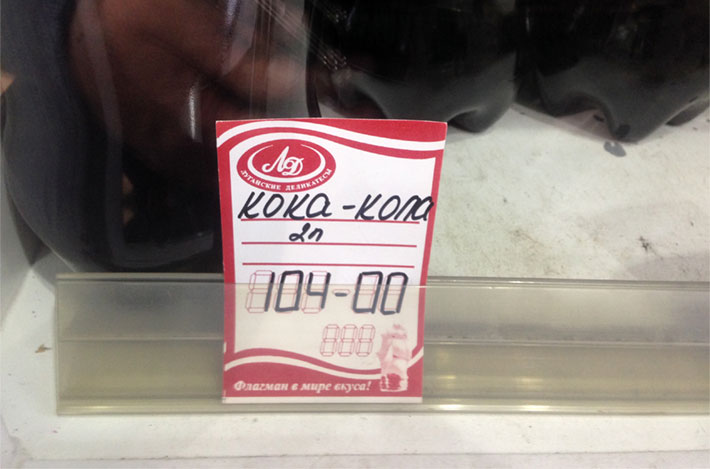 ЛД
ЛУГАНСКИЕ ДЕЛИКАТЕСЫ
КОКА-КОЛА
2л
104-00
Флагман в мире вкуса!